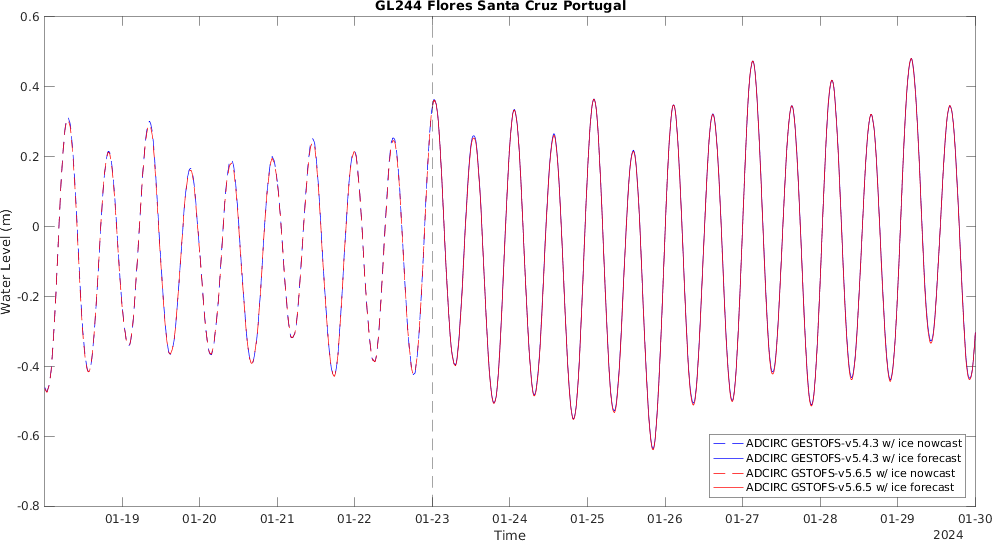 GL244 Flores Santa Cruz Portugal
0.6
0.4
0.2
0
-0.2
-0.4
-0.6
-0.8
Water Level (m)
ADCIRC GESTOFS-v5.4.3 w/ ice nowcast
ADCIRC GESTOFS-v5.4.3 w/ ice forecast
ADCIRC GSTOFS-v5.6.5 w/ ice nowcast
ADCIRC GSTOFS-v5.6.5 w/ ice forecast
01-19 01-20 01-21 01-22 01-23 01-24 01-25 01-26 01-27 01-28 01-29 01-30
Time
2024